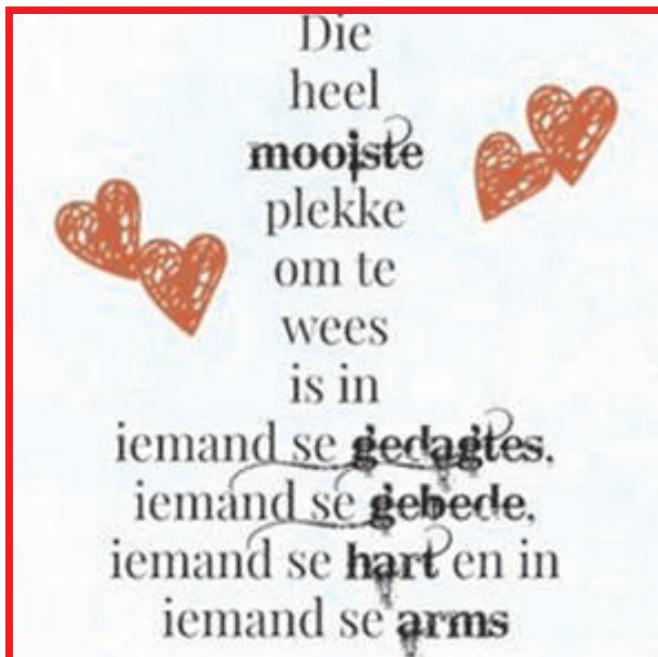 Die
heel
mooiste
plekke
om te
wees
is in
iemand se gedagtes,
iemand se gebede,
iemand se hart en in
iemand se arms